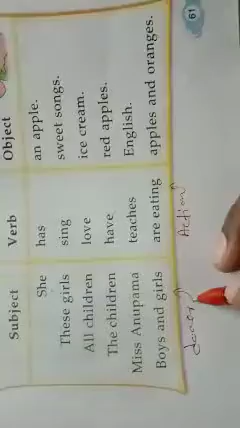 Subject Verb Object
She has an apple.
These girls sing sweet songs.
All children love ice cream.
The children have red apples.
Miss Anupama teaches English.
Boys and girls are eating apples and oranges.
Action
61